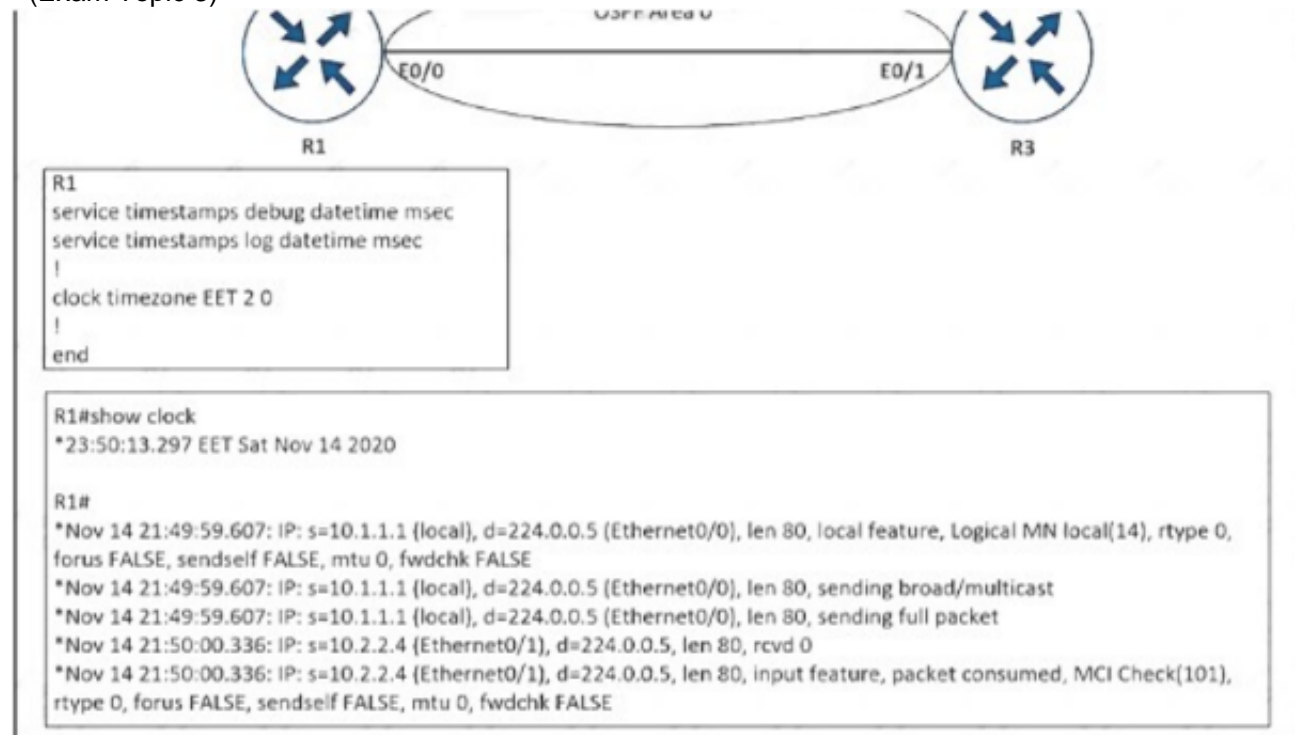 (Exam Topic 3)
OSPF Area 0
E0/0
E0/1
R1
R3
R1
service timestamps debug datetime msec
service timestamps log datetime msec
!
clock timezone EET 2 0
!
end
R1#show clock
*23:50:13.297 EET Sat Nov 14 2020
R1#
*Nov 14 21:49:59.607: IP: s=10.1.1.1 (local), d=224.0.0.5 (Ethernet0/0), len 80, local feature, Logical MN local(14), rtype 0,
forus FALSE, sendself FALSE, mtu 0, fwdchk FALSE
*Nov 14 21:49:59.607: IP: s=10.1.1.1 (local), d=224.0.0.5 (Ethernet0/0), len 80, sending broad/multicast
*Nov 14 21:49:59.607: IP: s=10.1.1.1 (local), d=224.0.0.5 (Ethernet0/0), len 80, sending full packet
*Nov 14 21:50:00.336: IP: s=10.2.2.4 (Ethernet0/1), d=224.0.0.5, len 80, rcvd 0
*Nov 14 21:50:00.336: IP: s=10.2.2.4 (Ethernet0/1), d=224.0.0.5, len 80, input feature, packet consumed, MCI Check(101),
rtype 0, forus FALSE, sendself FALSE, mtu 0, fwdchk FALSE